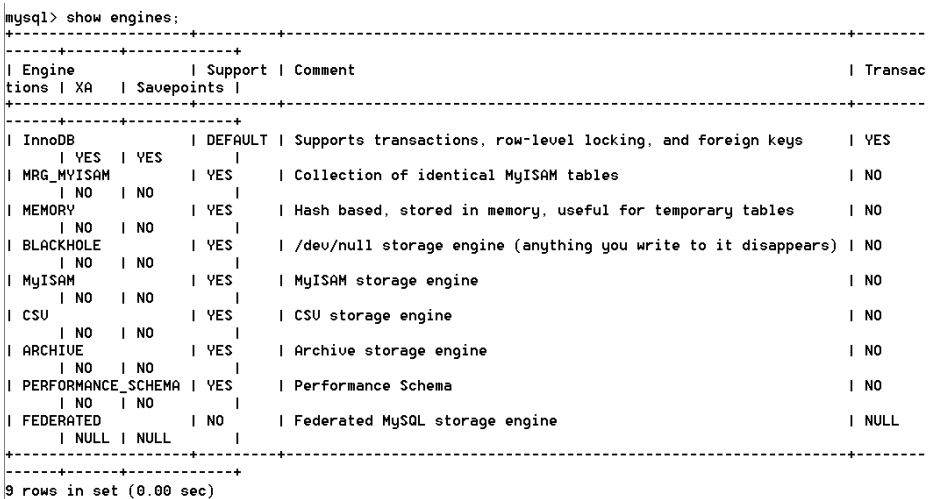 mysql> show engines;
+--------------------+---------+----------------------------------------------------------------+--------
------+------+------------+
| Engine             | Support | Comment                                                        | Transac
tions | XA   | Savepoints |
+--------------------+---------+----------------------------------------------------------------+--------
------+------+------------+
| InnoDB             | DEFAULT | Supports transactions, row-level locking, and foreign keys     | YES
      | YES  | YES        |
| MRG_MYISAM         | YES     | Collection of identical MyISAM tables                          | NO
      | NO   | NO         |
| MEMORY             | YES     | Hash based, stored in memory, useful for temporary tables      | NO
      | NO   | NO         |
| BLACKHOLE          | YES     | /dev/null storage engine (anything you write to it disappears) | NO
      | NO   | NO         |
| MyISAM             | YES     | MyISAM storage engine                                          | NO
      | NO   | NO         |
| CSV                | YES     | CSV storage engine                                             | NO
      | NO   | NO         |
| ARCHIVE            | YES     | Archive storage engine                                         | NO
      | NO   | NO         |
| PERFORMANCE_SCHEMA | YES     | Performance Schema                                             | NO
      | NO   | NO         |
| FEDERATED          | NO      | Federated MySQL storage engine                                 | NULL
      | NULL | NULL       |
+--------------------+---------+----------------------------------------------------------------+--------
------+------+------------+
9 rows in set (0.00 sec)